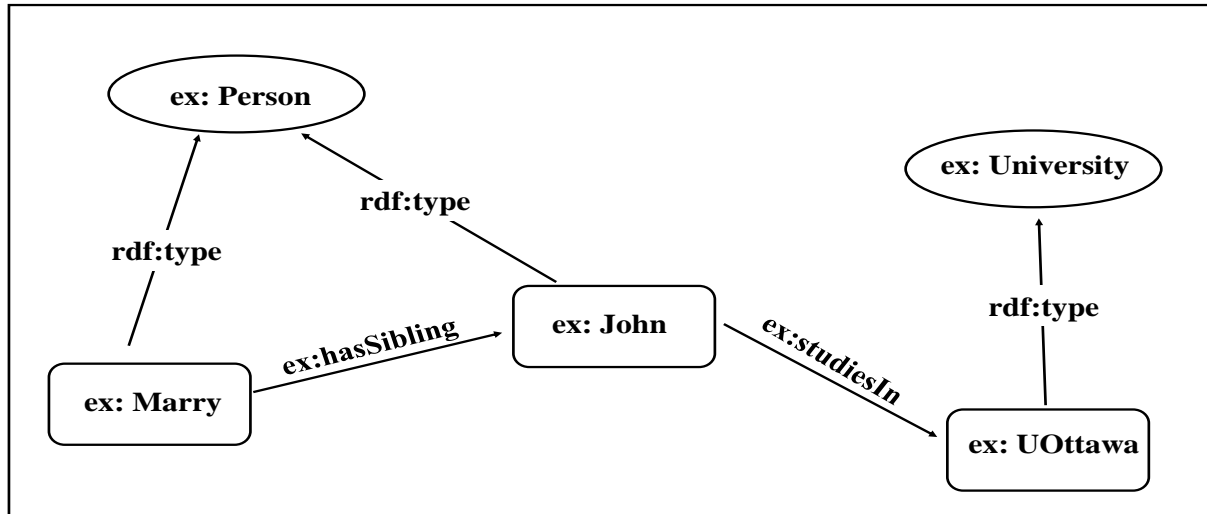 ex: Person
ex: University
rdf:type
rdf:type
rdf:type
ex: John
ex:hasSibling
ex:studiesIn
ex: Marry
ex: UOttawa